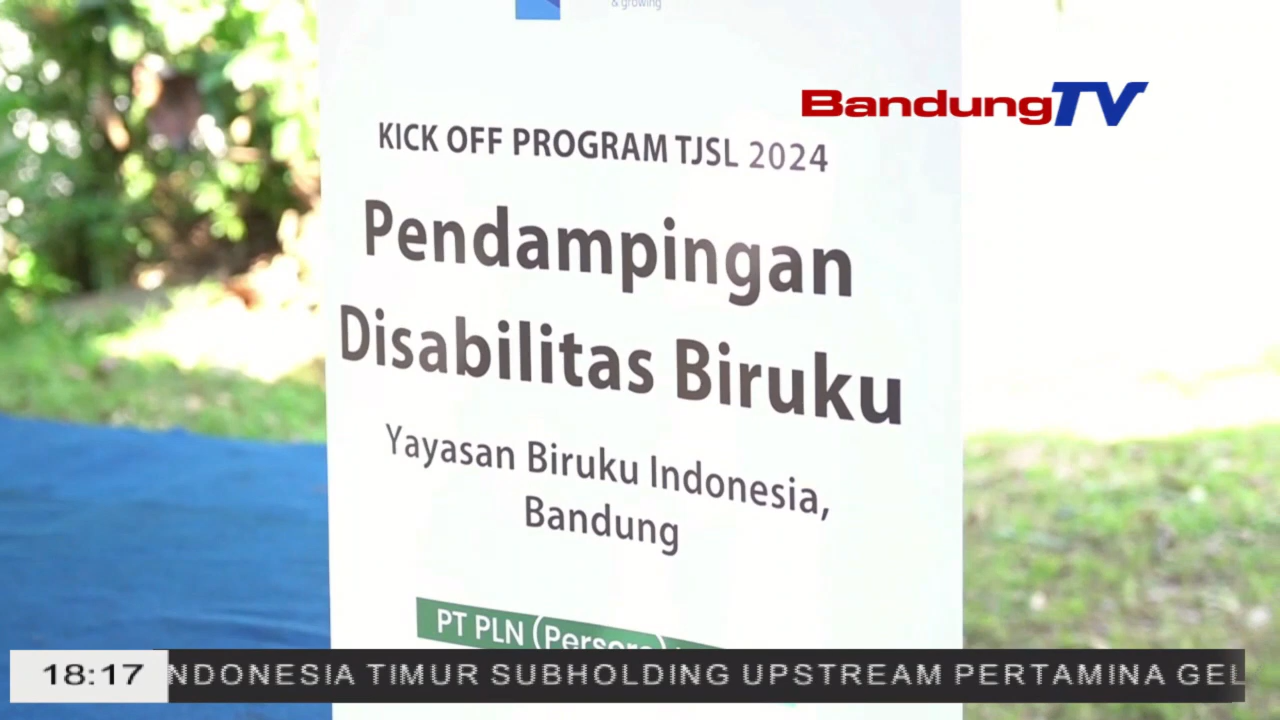 & growing
BandungTV
KICK OFF PROGRAM TJSL 2024
Pendampingan
Disabilitas Biruku
Yayasan Biruku Indonesia,
Bandung
PT PLN (Persero)
18:17
NDONESIA TIMUR SUBHOLDING UPSTREAM PERTAMINA GEL